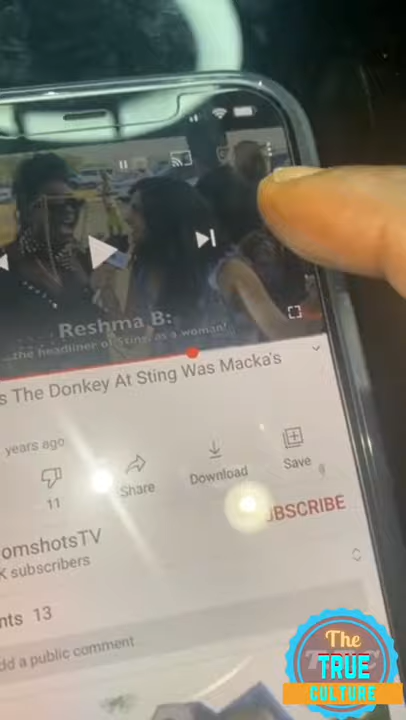 Reshma B:
...the headliner of Sting, as a woman!
s The Donkey At Sting Was Macka's
years ago
11
Share
Download
Save
UBSCRIBE
omshotsTV
K subscribers
nts 13
dd a public comment
The
TRUE
CULTURE